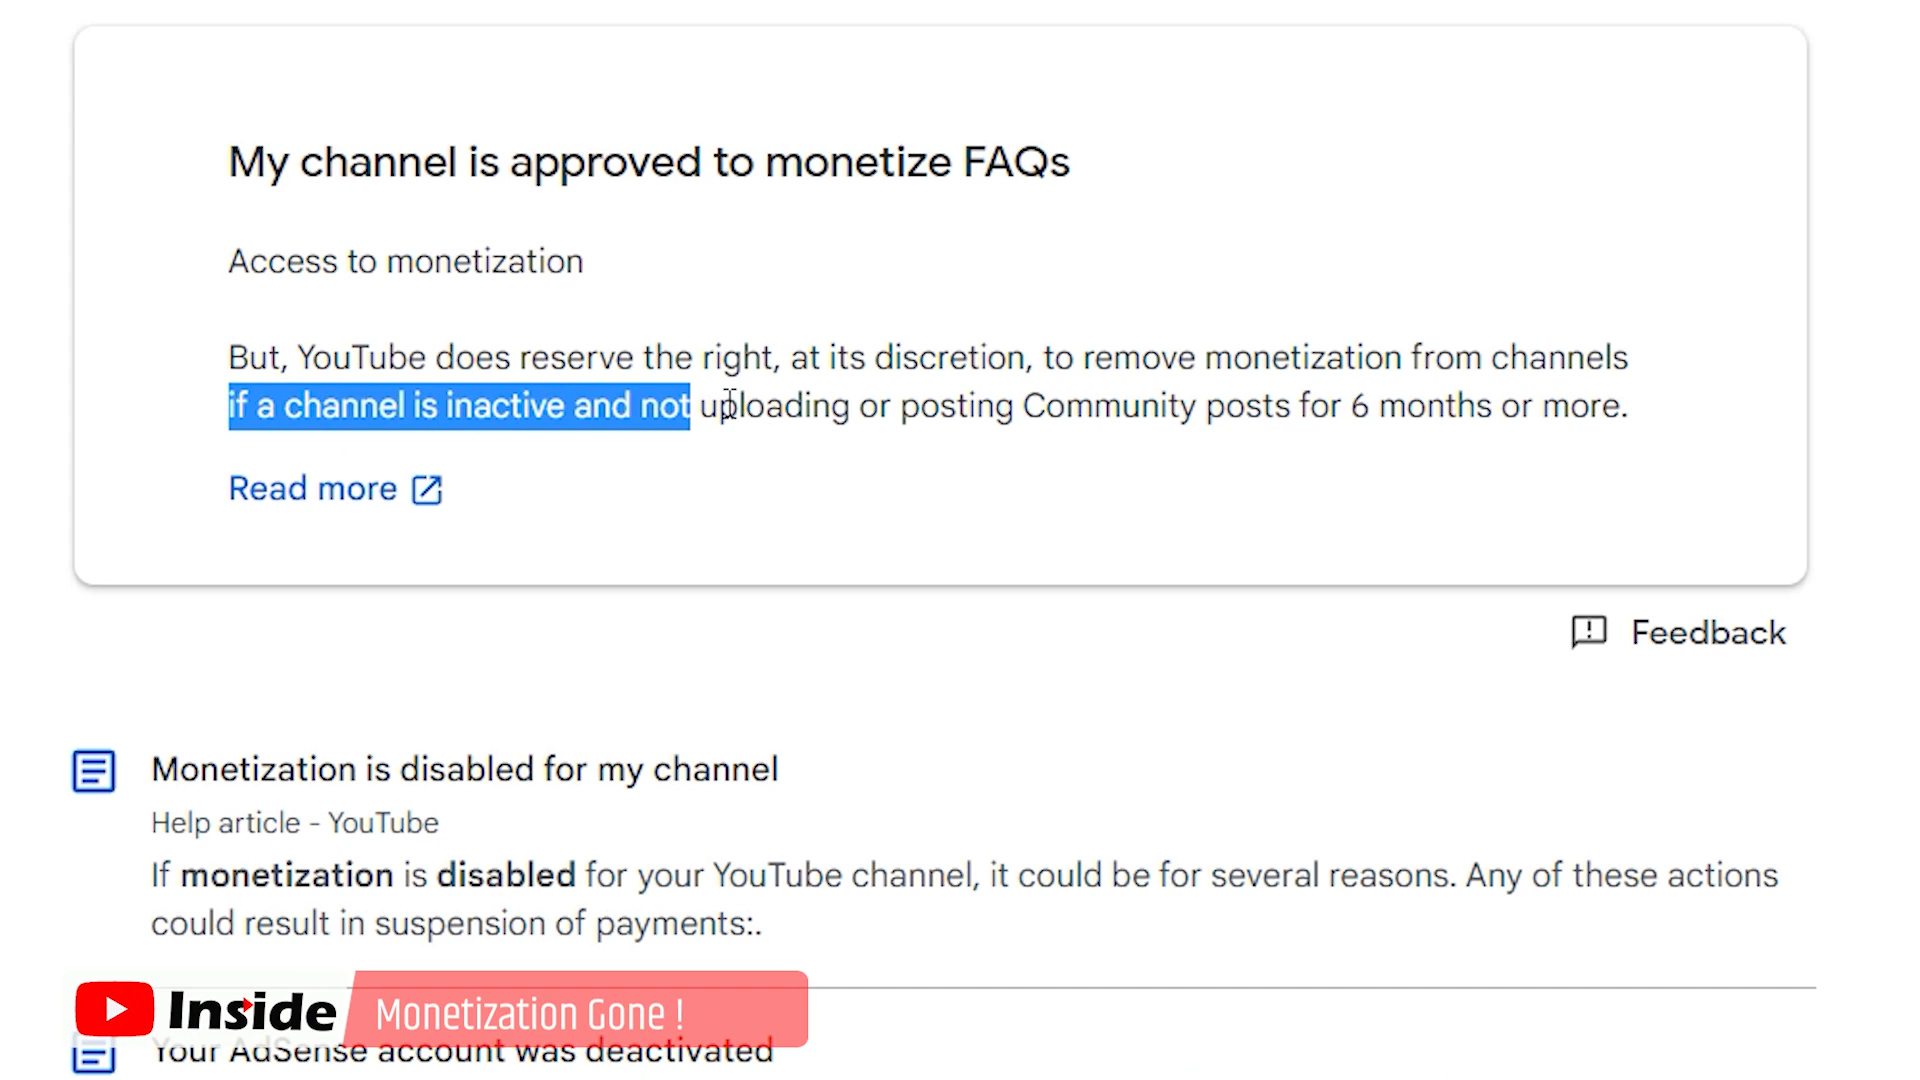 My channel is approved to monetize FAQs
Access to monetization
But, YouTube does reserve the right, at its discretion, to remove monetization from channels
if a channel is inactive and not uploading or posting Community posts for 6 months or more.
Read more
Feedback
Monetization is disabled for my channel
Help article - YouTube
If monetization is disabled for your YouTube channel, it could be for several reasons. Any of these actions
could result in suspension of payments:.
Inside Monetization Gone !
Your AdSense account was deactivated